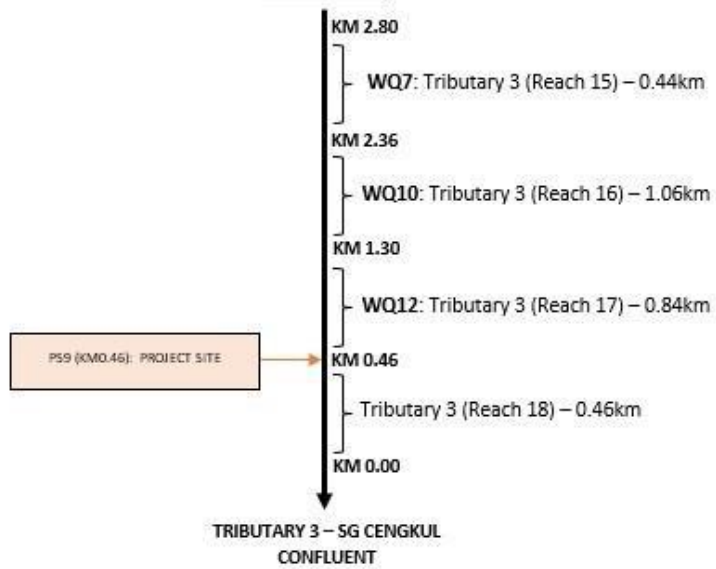 KM 2.80
WQ7: Tributary 3 (Reach 15) – 0.44km
KM 2.36
WQ10: Tributary 3 (Reach 16) – 1.06km
KM 1.30
WQ12: Tributary 3 (Reach 17) – 0.84km
PS9 (KM0.46): PROJECT SITE
KM 0.46
Tributary 3 (Reach 18) – 0.46km
KM 0.00
TRIBUTARY 3 – SG CENGKUL
CONFLUENT